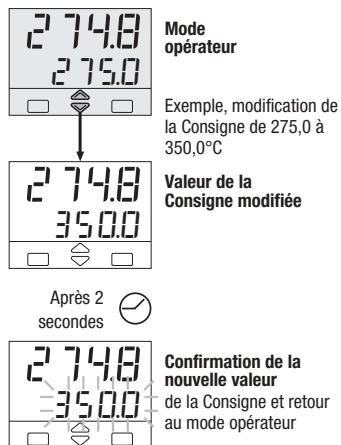 274.8
275.0
Mode
opérateur
Exemple, modification de
la Consigne de 275,0 à
350,0°C
274.8
350.0
Valeur de la
Consigne modifiée
Après 2
secondes
274.8
350.0
Confirmation de la
nouvelle valeur
de la Consigne et retour
au mode opérateur